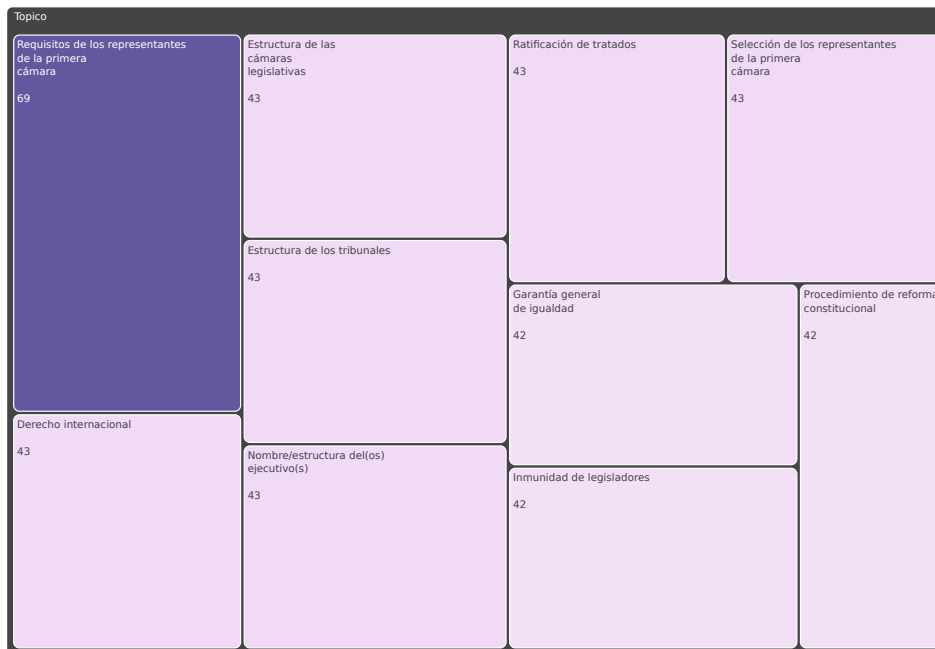 Topico
Requisitos de los representantes
de la primera
cámara
69
Estructura de las
cámaras
legislativas
43
Ratificación de tratados
43
Selección de los representantes
de la primera
cámara
43
Estructura de los tribunales
43
Garantía general
de igualdad
42
Procedimiento de reforma
constitucional
42
Derecho internacional
43
Nombre/estructura del(os)
ejecutivo(s)
43
Inmunidad de legisladores
42